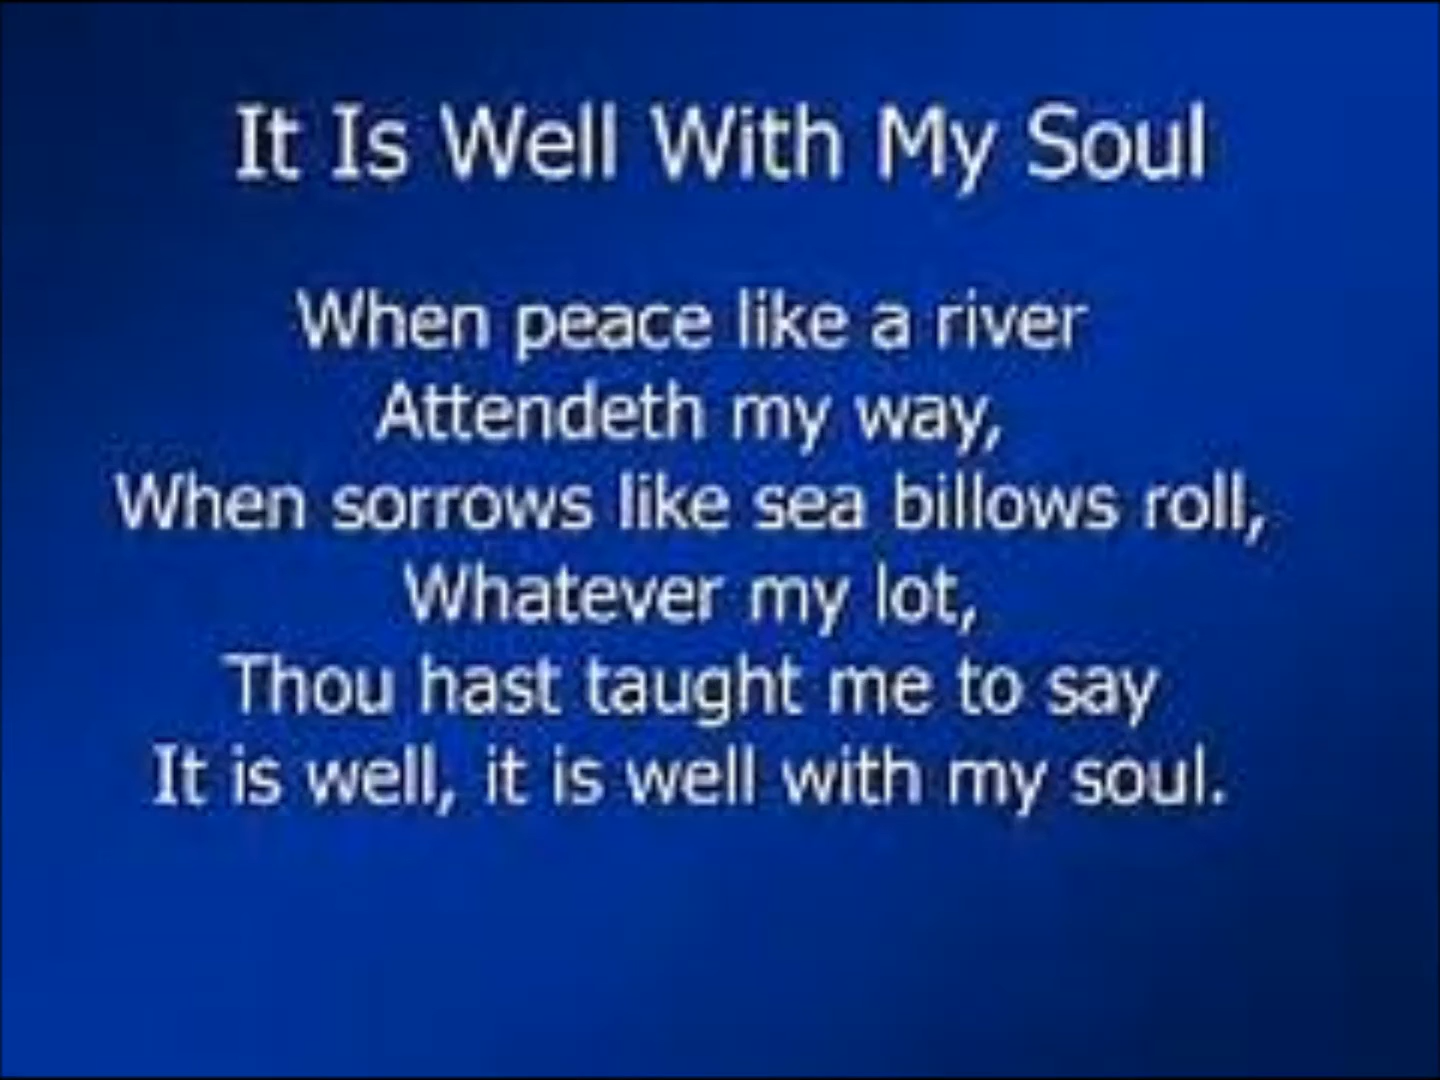 It Is Well With My Soul
When peace like a river
Attendeth my way,
When sorrows like sea billows roll,
Whatever my lot,
Thou hast taught me to say
It is well, it is well with my soul.